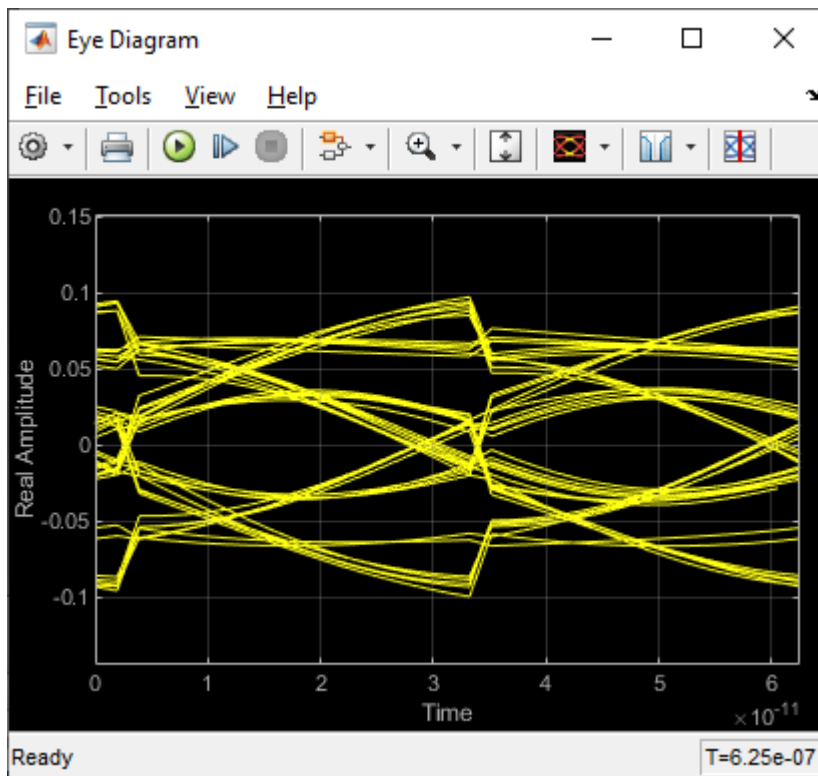 Eye Diagram
File Tools View Help
0.15
0.1
0.05
0
-0.05
-0.1
Real Amplitude
0 1 2 3 4 5 6
Time
×10-11
Ready T=6.25e-07